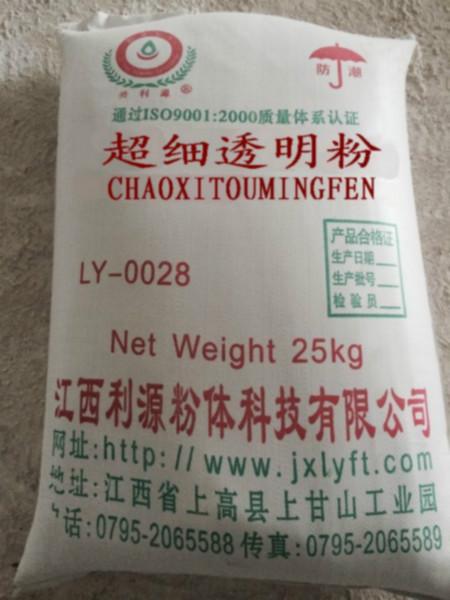 兴利源®
防潮
通过ISO9001:2000质量体系认证
超细透明粉
CHAOXITOUMINGFEN
产品合格证
生产日期
生产批号
检验员
LY-0028
Net Weight 25kg
江西利源粉体科技有限公司
网址:http://www.jxlyft.com
地址:江西省上高县上甘山工业园
电话:0795-2065588 传真:0795-2065589